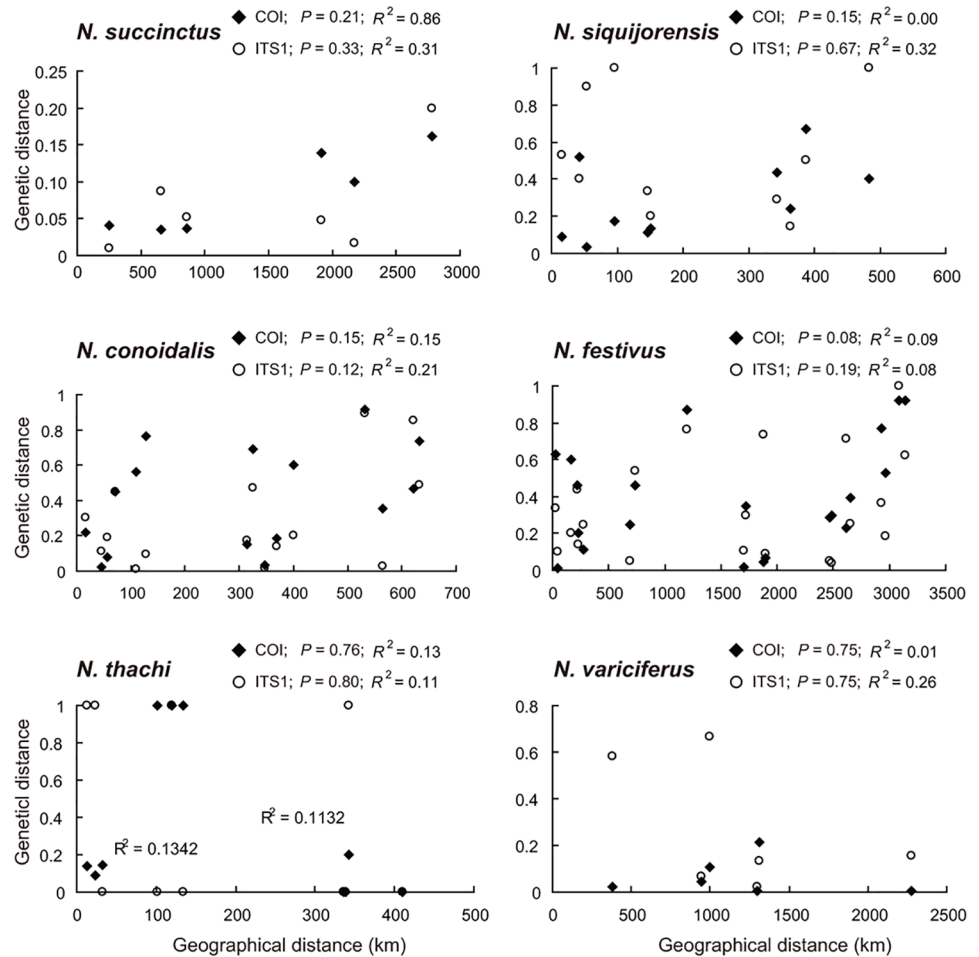 N. succinctus
COI; P = 0.21; R2 = 0.86
ITS1; P = 0.33; R2 = 0.31
Genetic distance
0.25
0.20
0.15
0.10
0.05
0
0 500 1000 1500 2000 2500 3000
N. siquijorensis
COI; P = 0.15; R2 = 0.00
ITS1; P = 0.67; R2 = 0.32
1
0.8
0.6
0.4
0.2
0
0 100 200 300 400 500 600
N. conoidalis
COI; P = 0.15; R2 = 0.15
ITS1; P = 0.12; R2 = 0.21
Genetic distance
1
0.8
0.6
0.4
0.2
0
0 100 200 300 400 500 600 700
N. festivus
COI; P = 0.08; R2 = 0.09
ITS1; P = 0.19; R2 = 0.08
1
0.8
0.6
0.4
0.2
0
0 500 1000 1500 2000 2500 3000 3500
N. thachi
COI; P = 0.76; R2 = 0.13
ITS1; P = 0.80; R2 = 0.11
Geneticl distance
1
0.8
0.6
0.4
0.2
0
R2 = 0.1132
R2 = 0.1342
0 100 200 300 400 500
Geographical distance (km)
N. variciferus
COI; P = 0.75; R2 = 0.01
ITS1; P = 0.75; R2 = 0.26
0.8
0.6
0.4
0.2
0
0 500 1000 1500 2000 2500
Geographical distance (km)